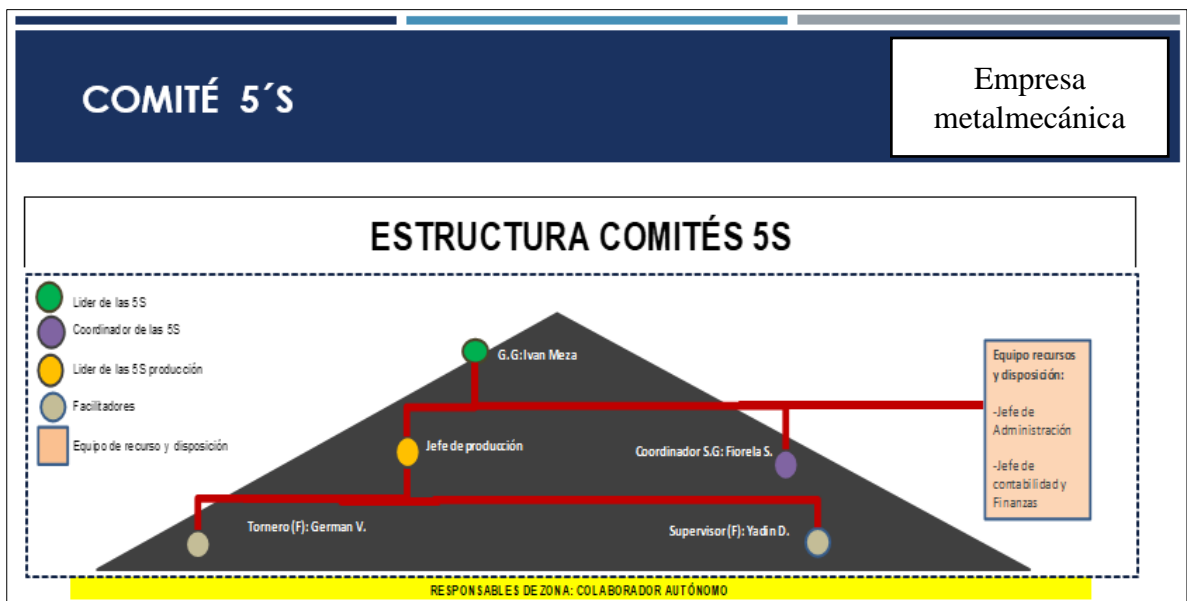 COMITÉ 5´S
Empresa
metalmecánica
ESTRUCTURA COMITÉS 5S
Lider de las 5S
Coordinador de las 5S
Lider de las 5S producción
Facilitadores
Equipo de recurso y disposición
G.G: Ivan Meza
Jefe de producción
Coordinador S.G: Fiorela S.
Tornero (F): German V.
Supervisor (F): Yadin D.
Equipo recursos
y disposición:
-Jefe de
Administración
-Jefe de
contabilidad y
Finanzas
RESPONSABLES DE ZONA: COLABORADOR AUTÓNOMO